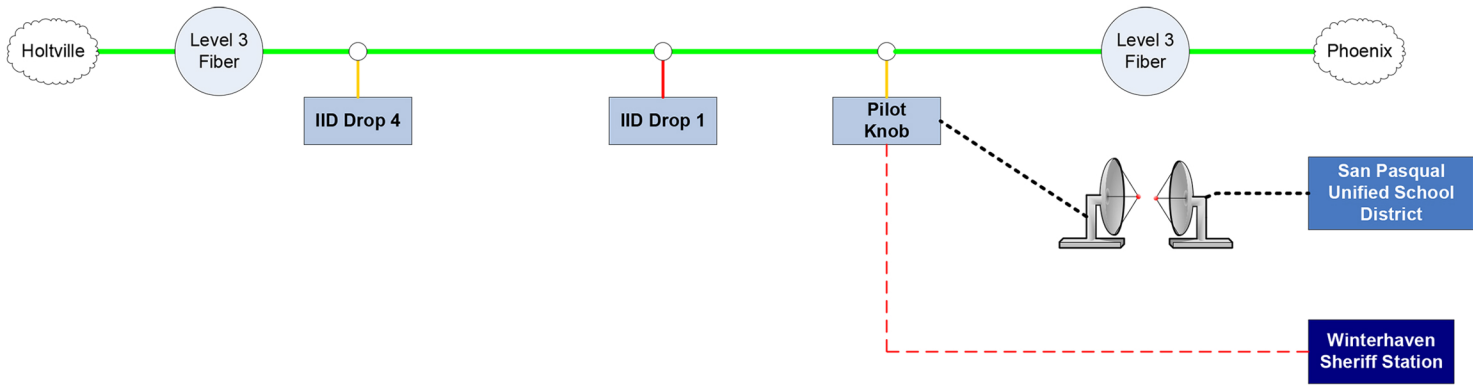 Holtville
Level 3
Fiber
Level 3
Fiber
Phoenix
IID Drop 4
IID Drop 1
Pilot
Knob
San Pasqual
Unified School
District
Winterhaven
Sheriff Station